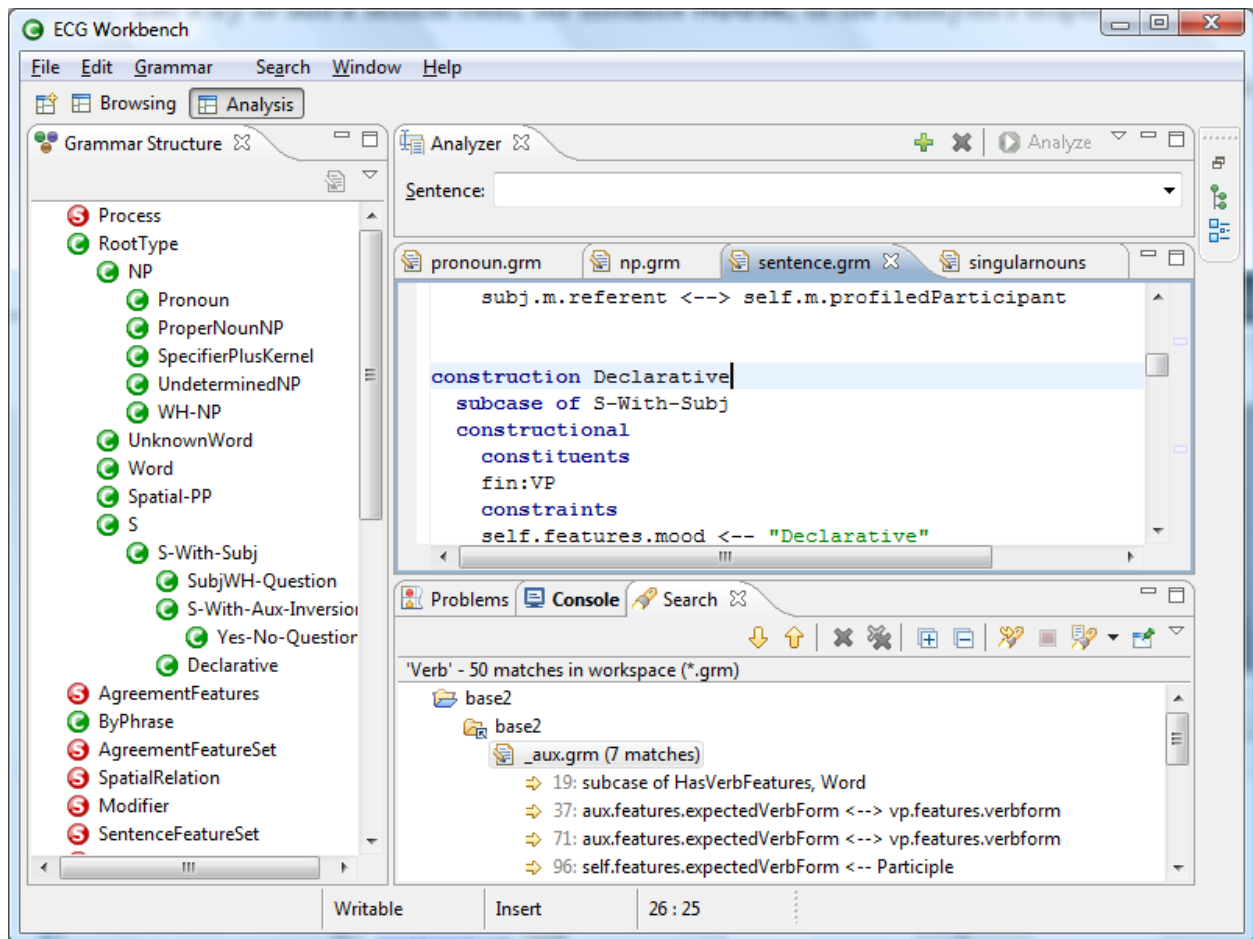 ECG Workbench
File Edit Grammar Search Window Help
Browsing Analysis
Grammar Structure
Process
RootType
NP
Pronoun
ProperNounNP
SpecifierPlusKernel
UndeterminedNP
WH-NP
UnknownWord
Word
Spatial-PP
S
S-With-Subj
SubjWH-Question
S-With-Aux-Inversio
Yes-No-Question
Declarative
AgreementFeatures
ByPhrase
AgreementFeatureSet
SpatialRelation
Modifier
SentenceFeatureSet
Analyzer Analyze
Sentence:
pronoun.grm np.grm sentence.grm singularnouns
subj.m.referent <--> self.m.profiledParticipant
construction Declarative
subcase of S-With-Subj
constructional
constituents
fin:VP
constraints
self.features.mood <-- "Declarative"
Problems Console Search
'Verb' - 50 matches in workspace (*.grm)
base2
base2
_aux.grm (7 matches)
19: subcase of HasVerbFeatures, Word
37: aux.features.expectedVerbForm <--> vp.features.verbform
71: aux.features.expectedVerbForm <--> vp.features.verbform
96: self.features.expectedVerbForm <-- Participle
Writable Insert 26 : 25